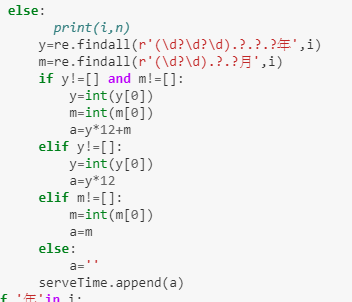 else:
print(i,n)
y=re.findall(r'(\d?\d?\d).?.?.?年',i)
m=re.findall(r'(\d?\d).?.?月',i)
if y!=[] and m!=[]:
y=int(y[0])
m=int(m[0])
a=y*12+m
elif y!=[]:
y=int(y[0])
a=y*12
elif m!=[]:
m=int(m[0])
a=m
else:
a=''
serveTime.append(a)
f '年'in i: